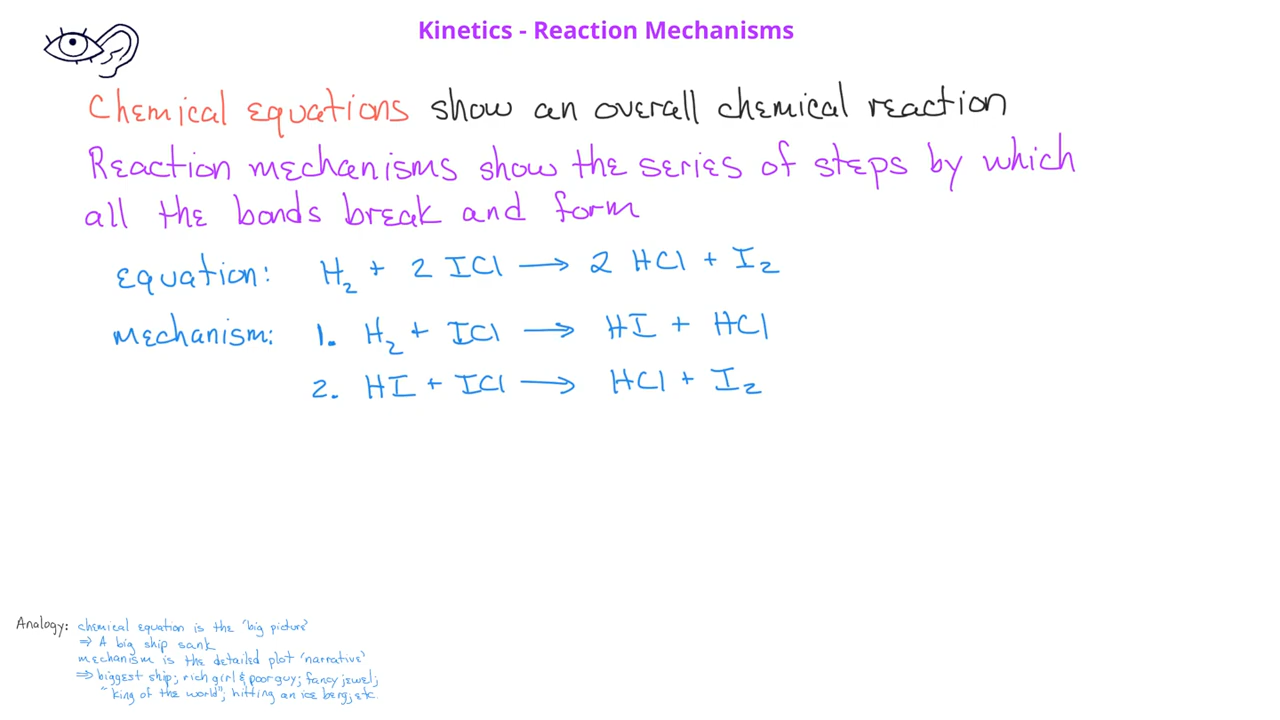 Kinetics - Reaction Mechanisms
Chemical equations show an overall chemical reaction
Reaction mechanisms show the series of steps by which
all the bonds break and form
Equation: H₂ + 2 ICl ⟶ 2 HCl + I₂
mechanism: 1. H₂ + ICl ⟶ HI + HCl
2. HI + ICl ⟶ HCl + I₂
Analogy: chemical equation is the "big picture"
⇒ A big ship sank
mechanism is the detailed plot "narrative"
⇒ biggest ship; rich girl & poor guy; fancy jewel;
"king of the world"; hitting an ice berg; etc.